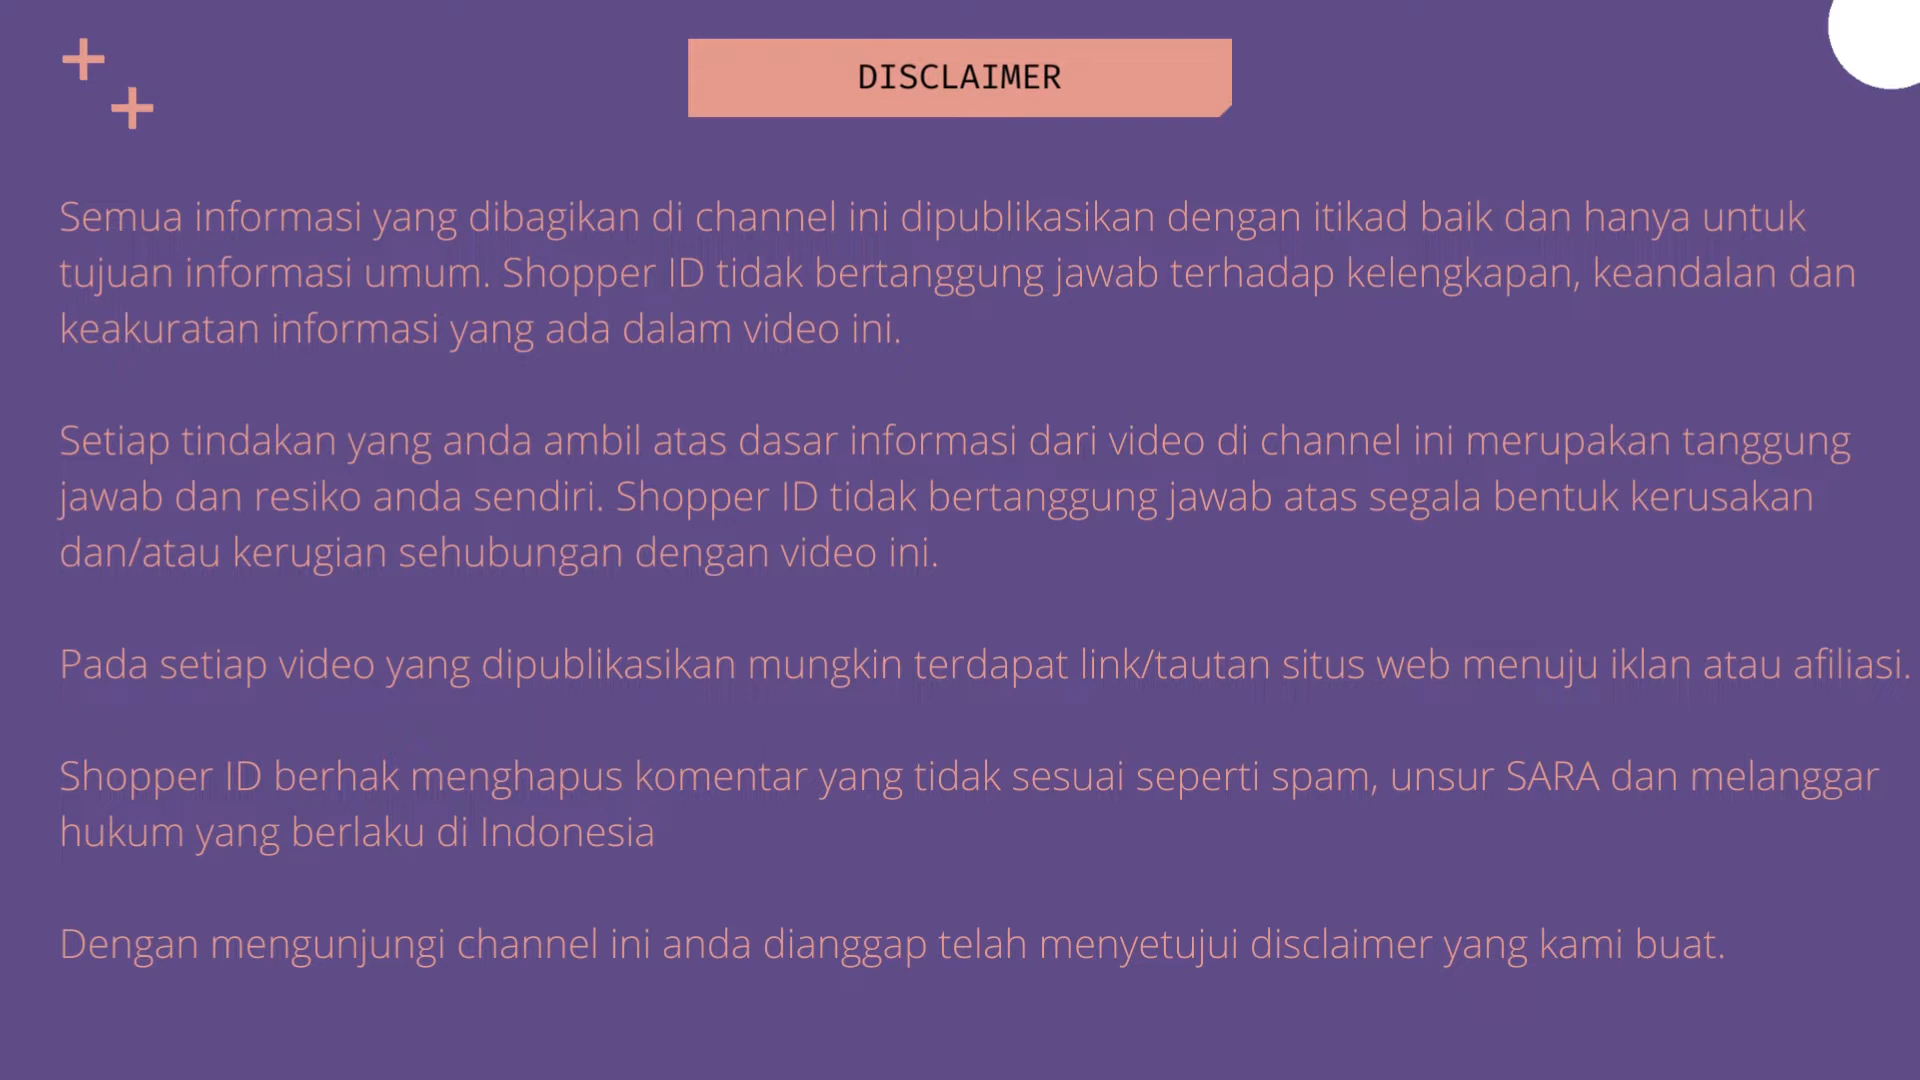 DISCLAIMER
Semua informasi yang dibagikan di channel ini dipublikasikan dengan itikad baik dan hanya untuk
tujuan informasi umum. Shopper ID tidak bertanggung jawab terhadap kelengkapan, keandalan dan
keakuratan informasi yang ada dalam video ini.
Setiap tindakan yang anda ambil atas dasar informasi dari video di channel ini merupakan tanggung
jawab dan resiko anda sendiri. Shopper ID tidak bertanggung jawab atas segala bentuk kerusakan
dan/atau kerugian sehubungan dengan video ini.
Pada setiap video yang dipublikasikan mungkin terdapat link/tautan situs web menuju iklan atau afiliasi.
Shopper ID berhak menghapus komentar yang tidak sesuai seperti spam, unsur SARA dan melanggar
hukum yang berlaku di Indonesia
Dengan mengunjungi channel ini anda dianggap telah menyetujui disclaimer yang kami buat.